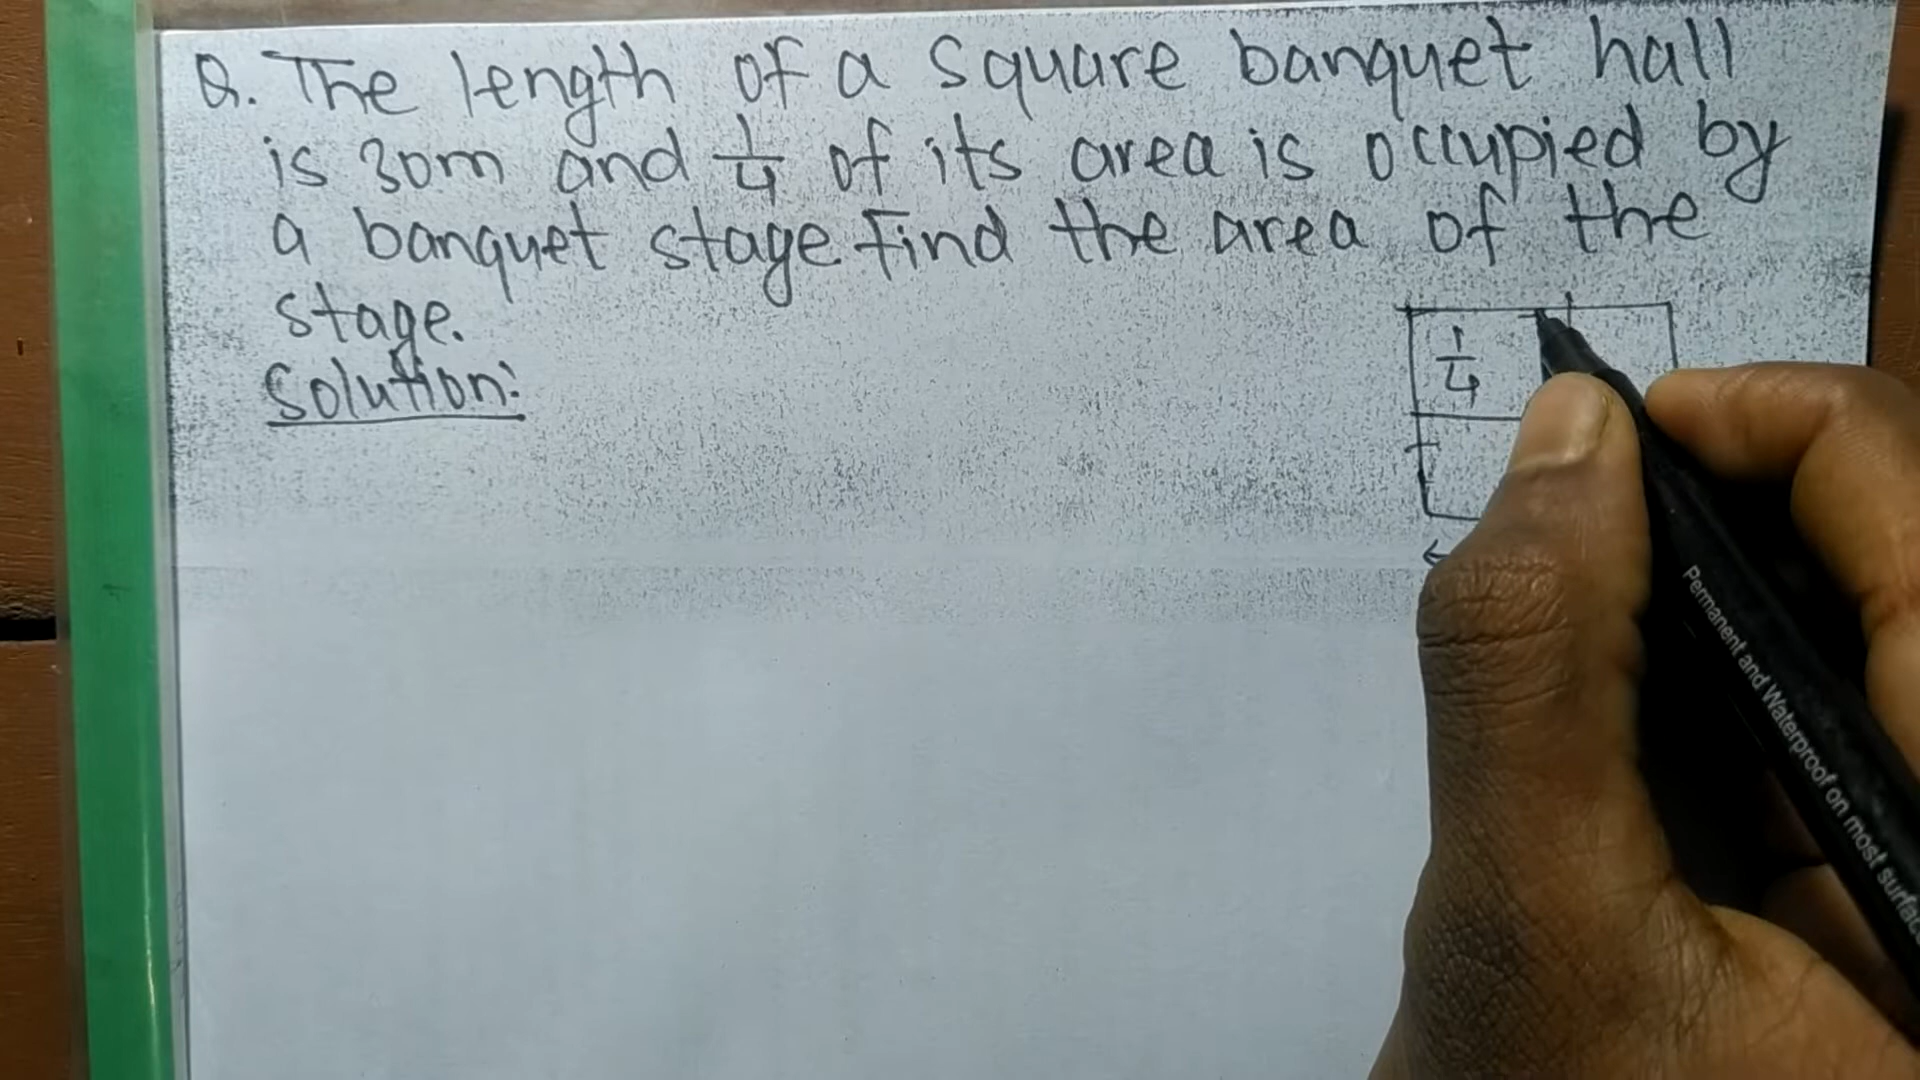 Q. The length of a square banquet hall
is 30m and 1/4 of its area is occupied by
a banquet stage. Find the area of the
stage.
Solution:
1/4
Permanent and Waterproof on most surfac